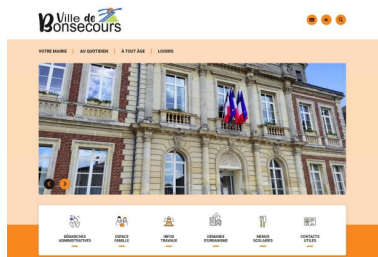 Ville de
Bonsecours
VOTRE MAIRIE
AU QUOTIDIEN
À TOUT ÂGE
LOISIRS
DÉMARCHES
ADMINISTRATIVES
ESPACE
FAMILLE
INFOS
TRAVAUX
DEMANDE
D'URBANISME
MENUS
SCOLAIRES
CONTACTS
UTILES